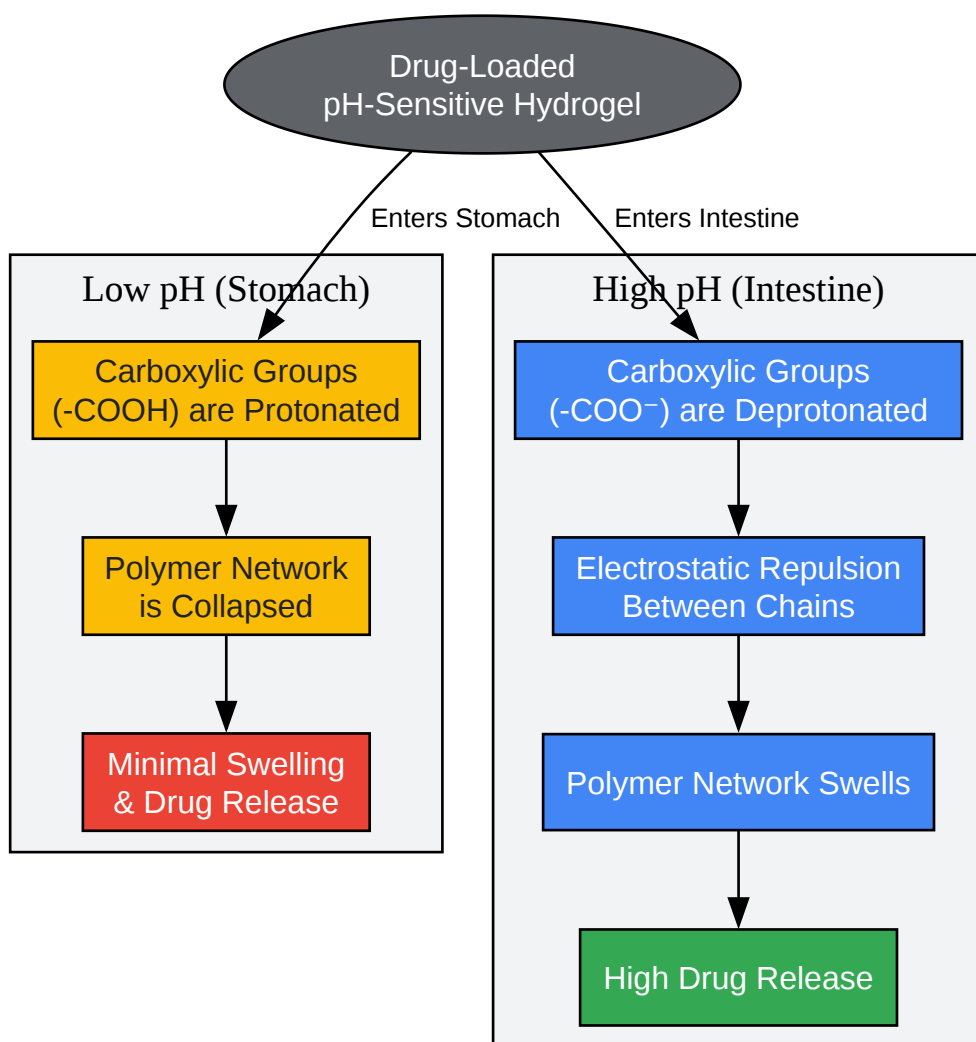 Drug-Loaded
pH-Sensitive Hydrogel
Enters Stomach
Enters Intestine
Low pH (Stomach)
Carboxylic Groups
(-COOH) are Protonated
Polymer Network
is Collapsed
Minimal Swelling
& Drug Release
High pH (Intestine)
Carboxylic Groups
(-COO⁻) are Deprotonated
Electrostatic Repulsion
Between Chains
Polymer Network Swells
High Drug Release